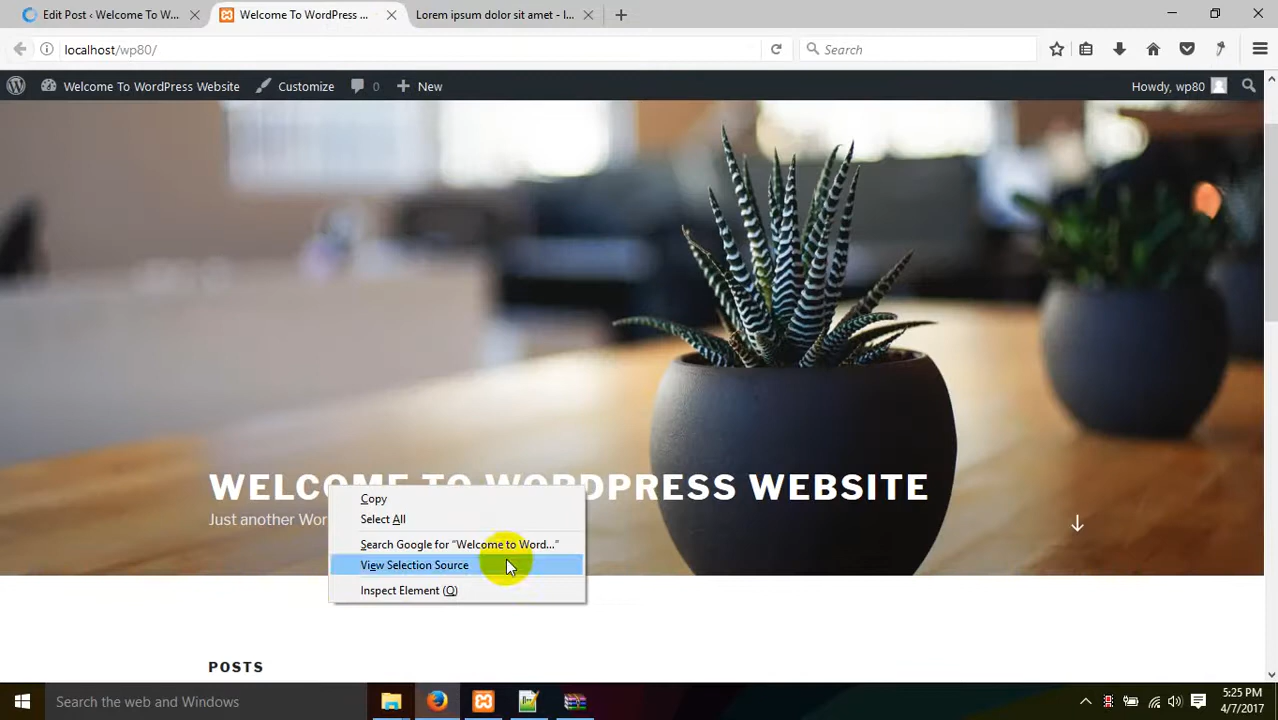 Edit Post ‹ Welcome To W...
Welcome To WordPress ...
Lorem ipsum dolor sit amet - l...
localhost/wp80/
Search
Welcome To WordPress Website
Customize
0
New
Howdy, wp80
WELCOME TO WORDPRESS WEBSITE
Just another Wor
Copy
Select All
Search Google for "Welcome to Word..."
View Selection Source
Inspect Element (Q)
POSTS
Search the web and Windows
5:25 PM
4/7/2017